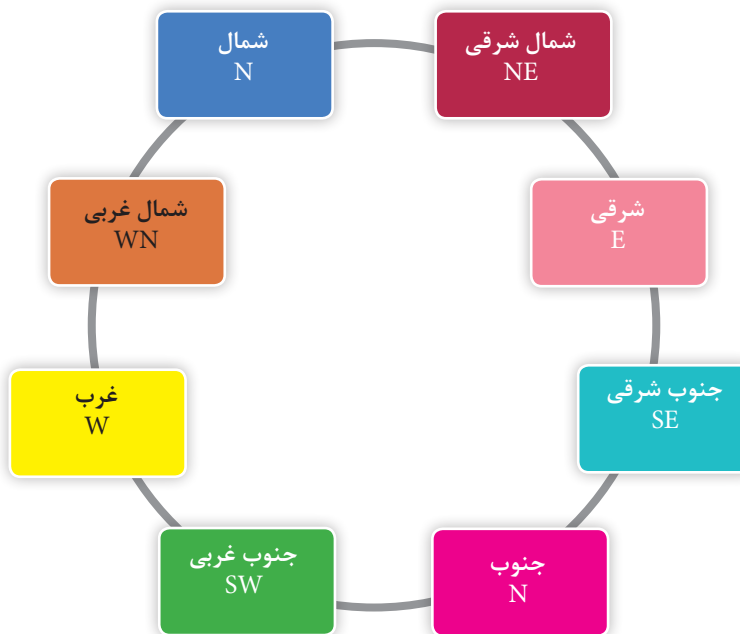 شمال
N
شمال شرقی
NE
شرقی
E
جنوب شرقی
SE
جنوب
N
جنوب غربی
SW
غرب
W
شمال غربی
WN